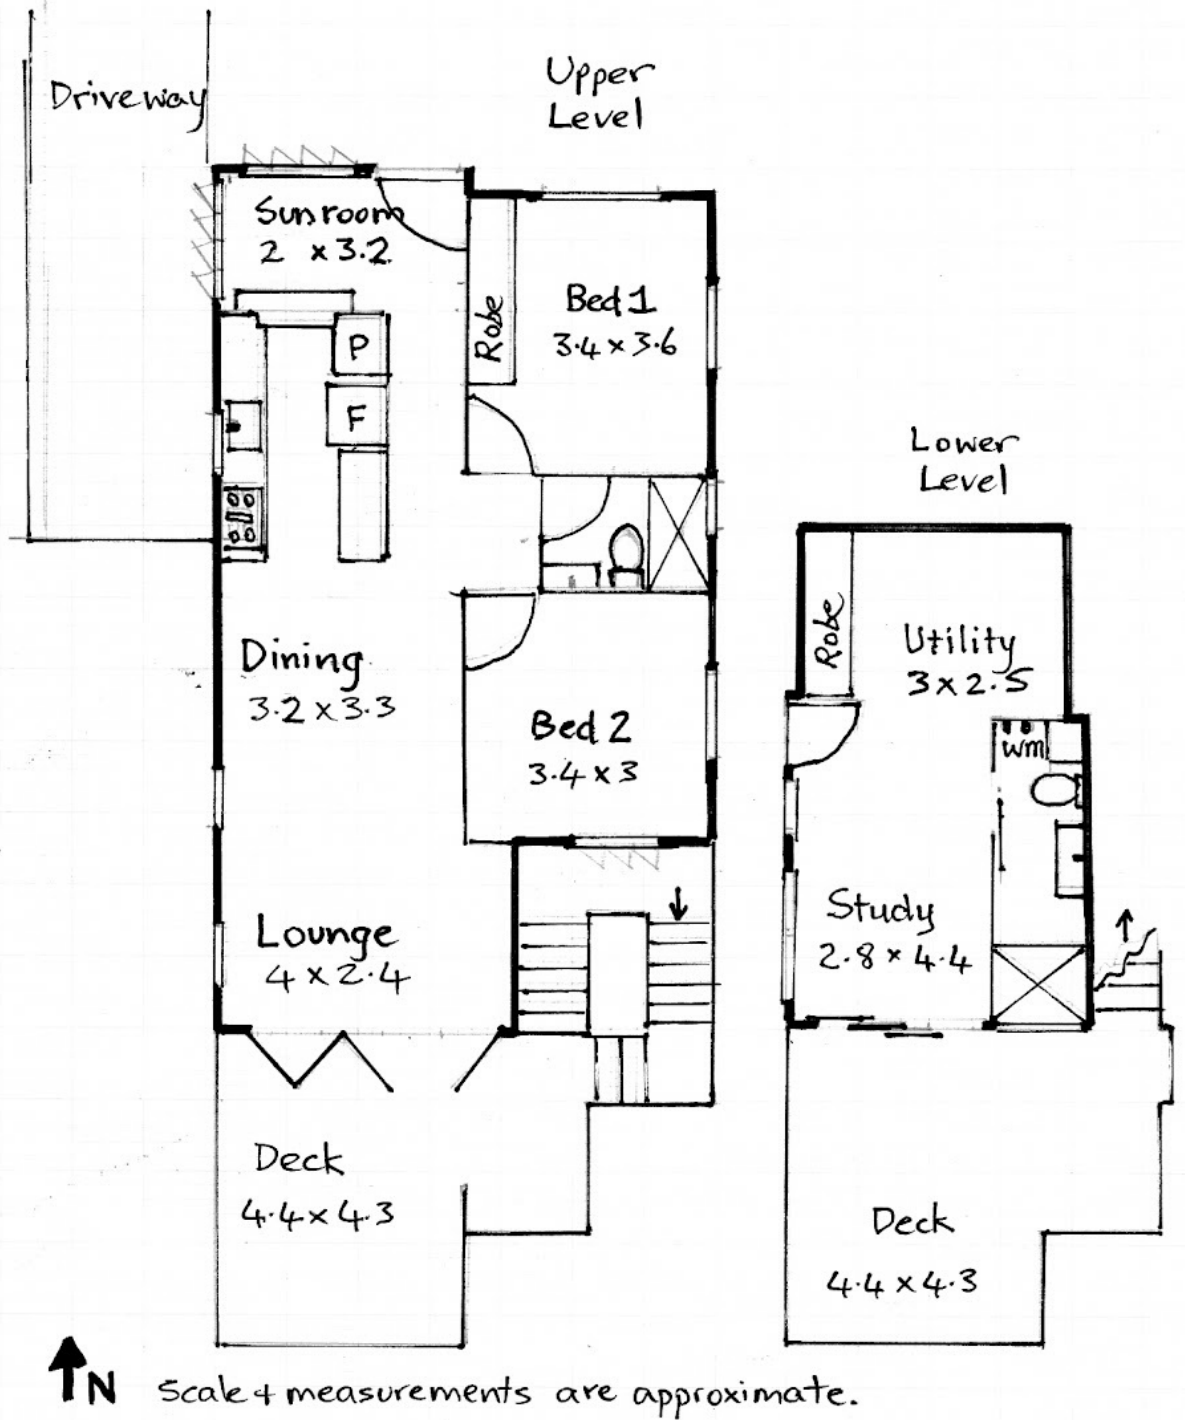 Driveway
Upper
Level
Sunroom
2 x 3.2
Robe
Bed 1
3.4 x 3.6
P
F
Dining
3.2 x 3.3
Bed 2
3.4 x 3
Lounge
4 x 2.4
Deck
4.4 x 4.3
Lower
Level
Robe
Utility
3 x 2.5
wm
Study
2.8 x 4.4
Deck
4.4 x 4.3
N
Scale + measurements are approximate.